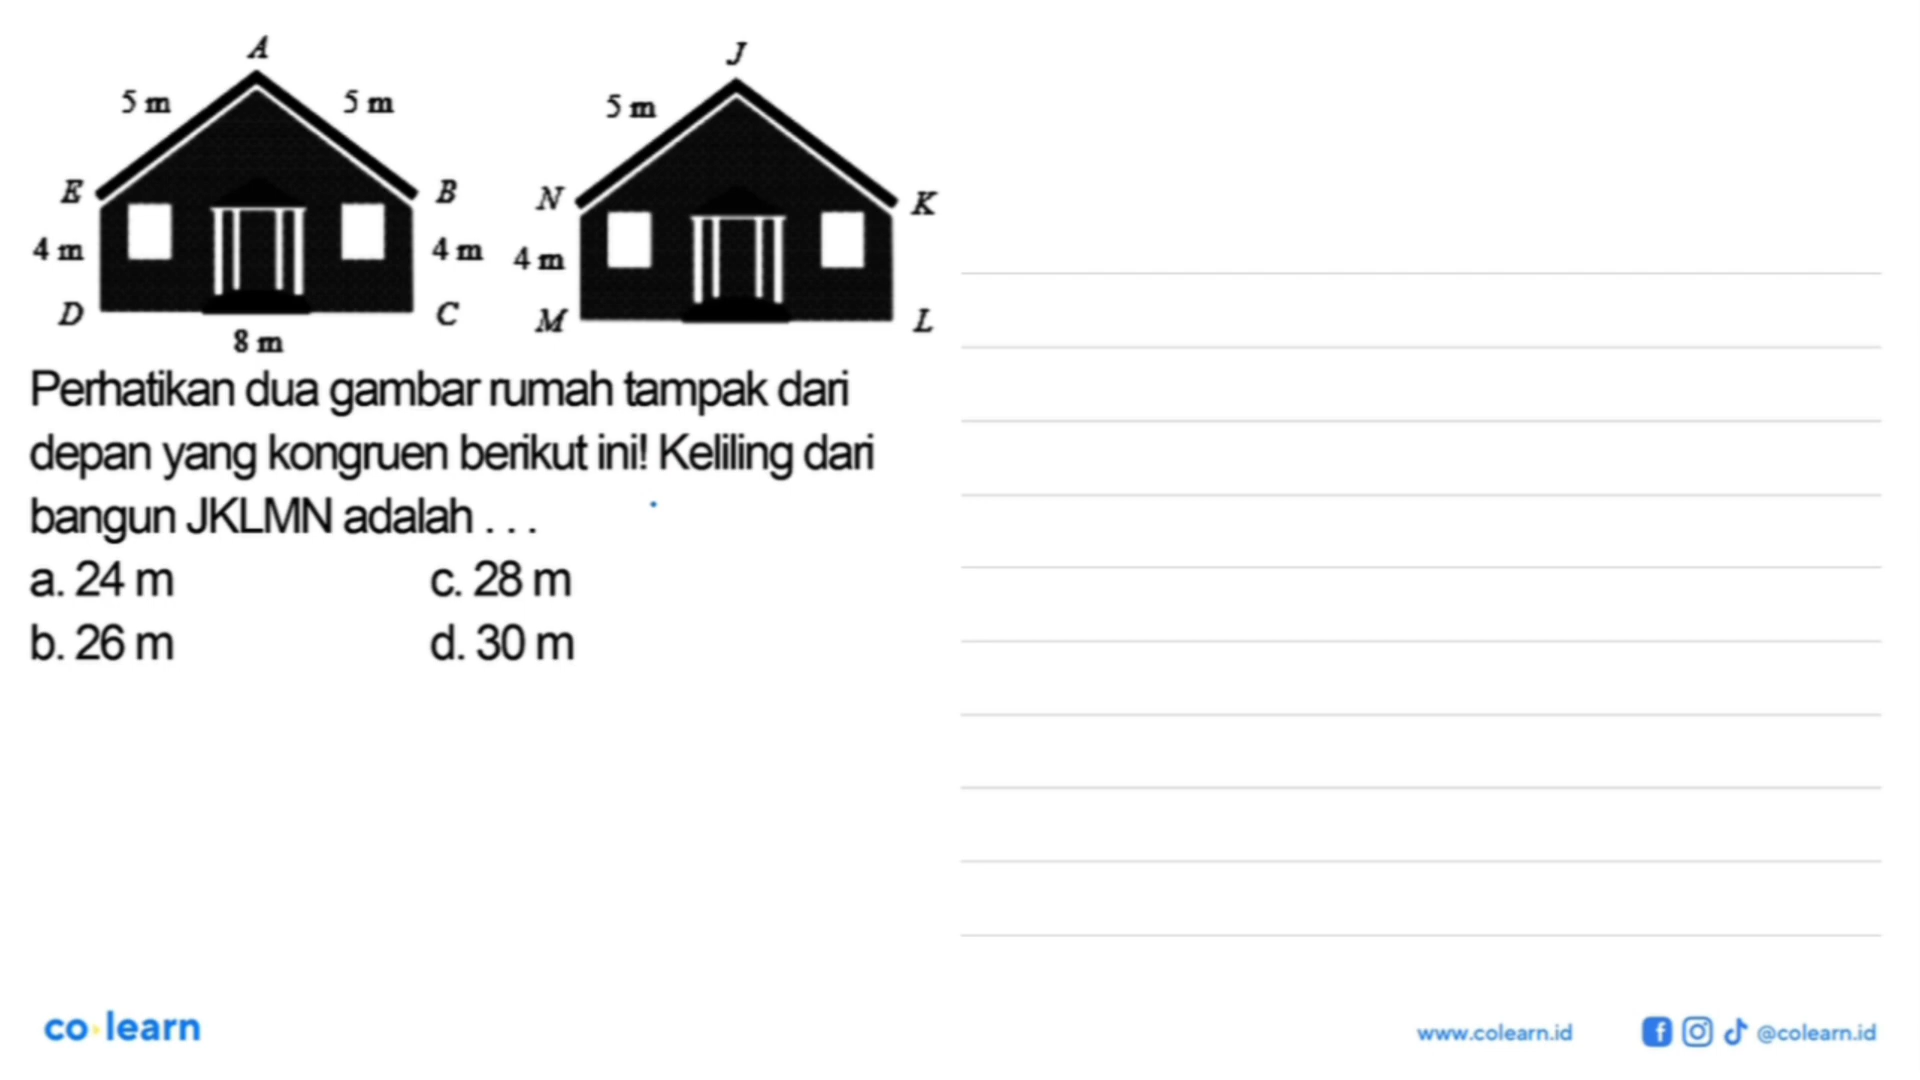 A
J
5 m
5 m
5 m
E
B
N
K
4 m
4 m
4 m
D
C
M
L
8 m
Perhatikan dua gambar rumah tampak dari
depan yang kongruen berikut ini! Keliling dari
bangun JKLMN adalah . . .
a. 24 m
c. 28 m
b. 26 m
d. 30 m
co learn
www.colearn.id
@colearn.id